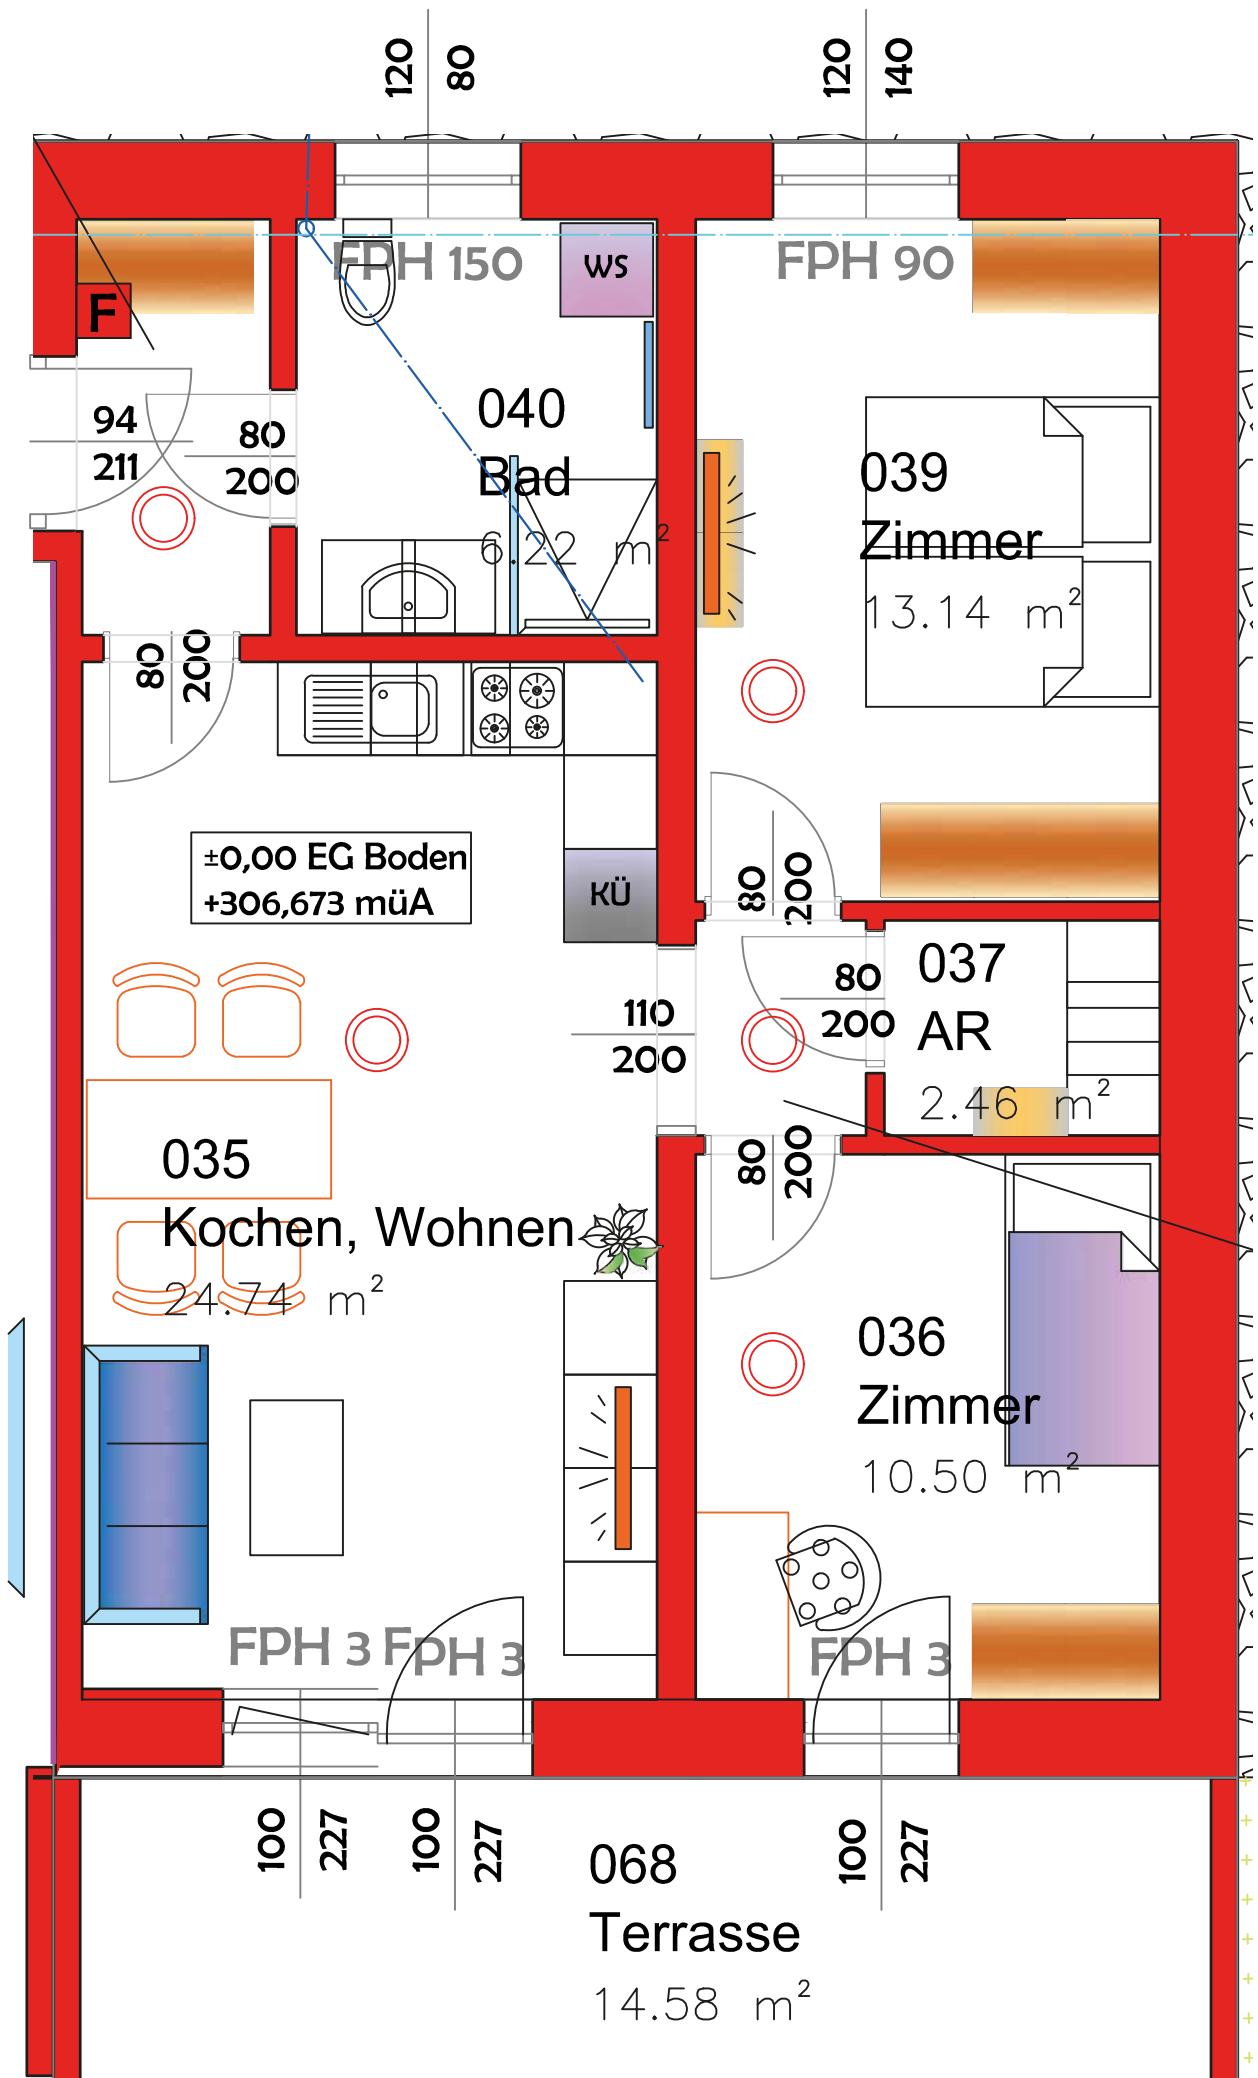 120
80
120
140
FPH 150
FPH 90
WS
F
94
211
80
200
040
Bad
6.22 m²
039
Zimmer
13.14 m²
80
200
±0,00 EG Boden
+306,673 müA
KÜ
80
200
037
AR
2.46 m²
80
200
110
200
80
200
035
Kochen, Wohnen
24.74 m²
036
Zimmer
10.50 m²
FPH 3
FPH 3
FPH 3
100
227
100
227
100
227
068
Terrasse
14.58 m²